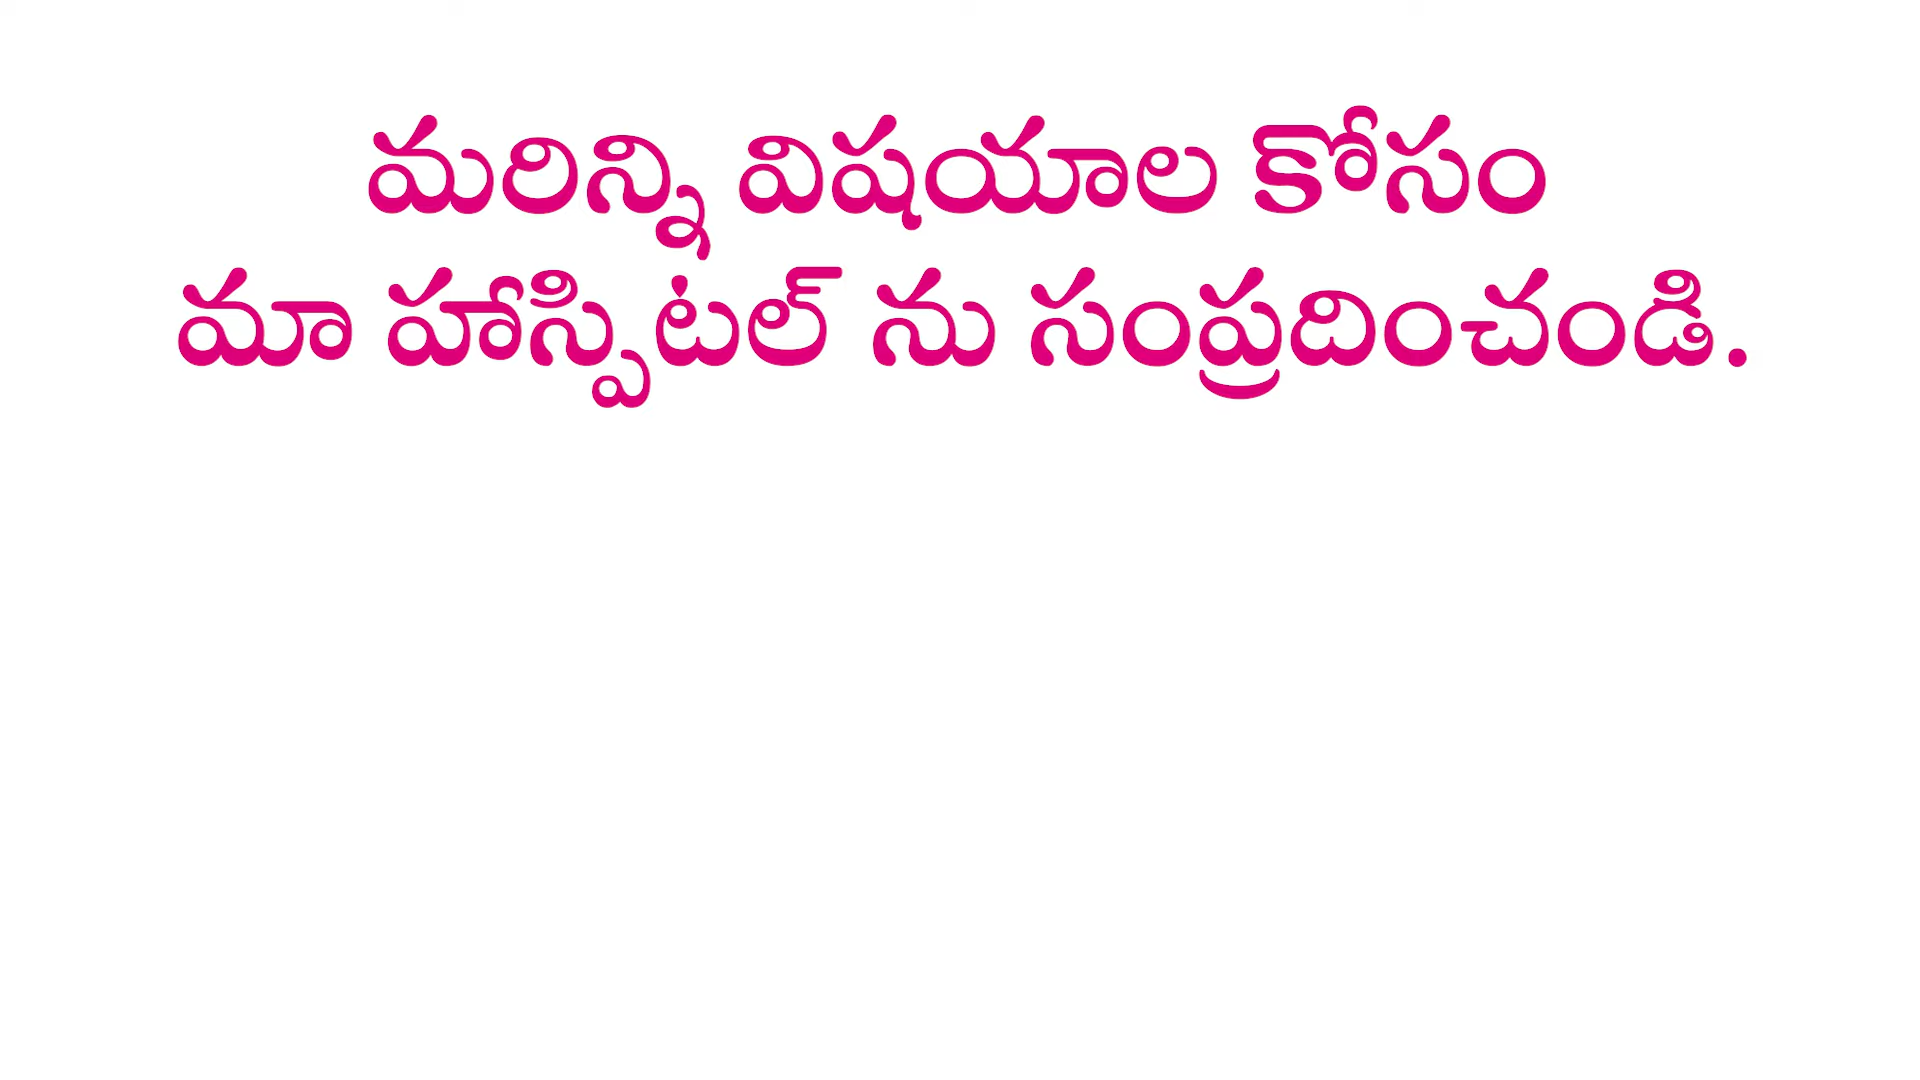 మరిన్ని విషయాల కోసం
మా హాస్పిటల్ ను సంప్రదించండి.